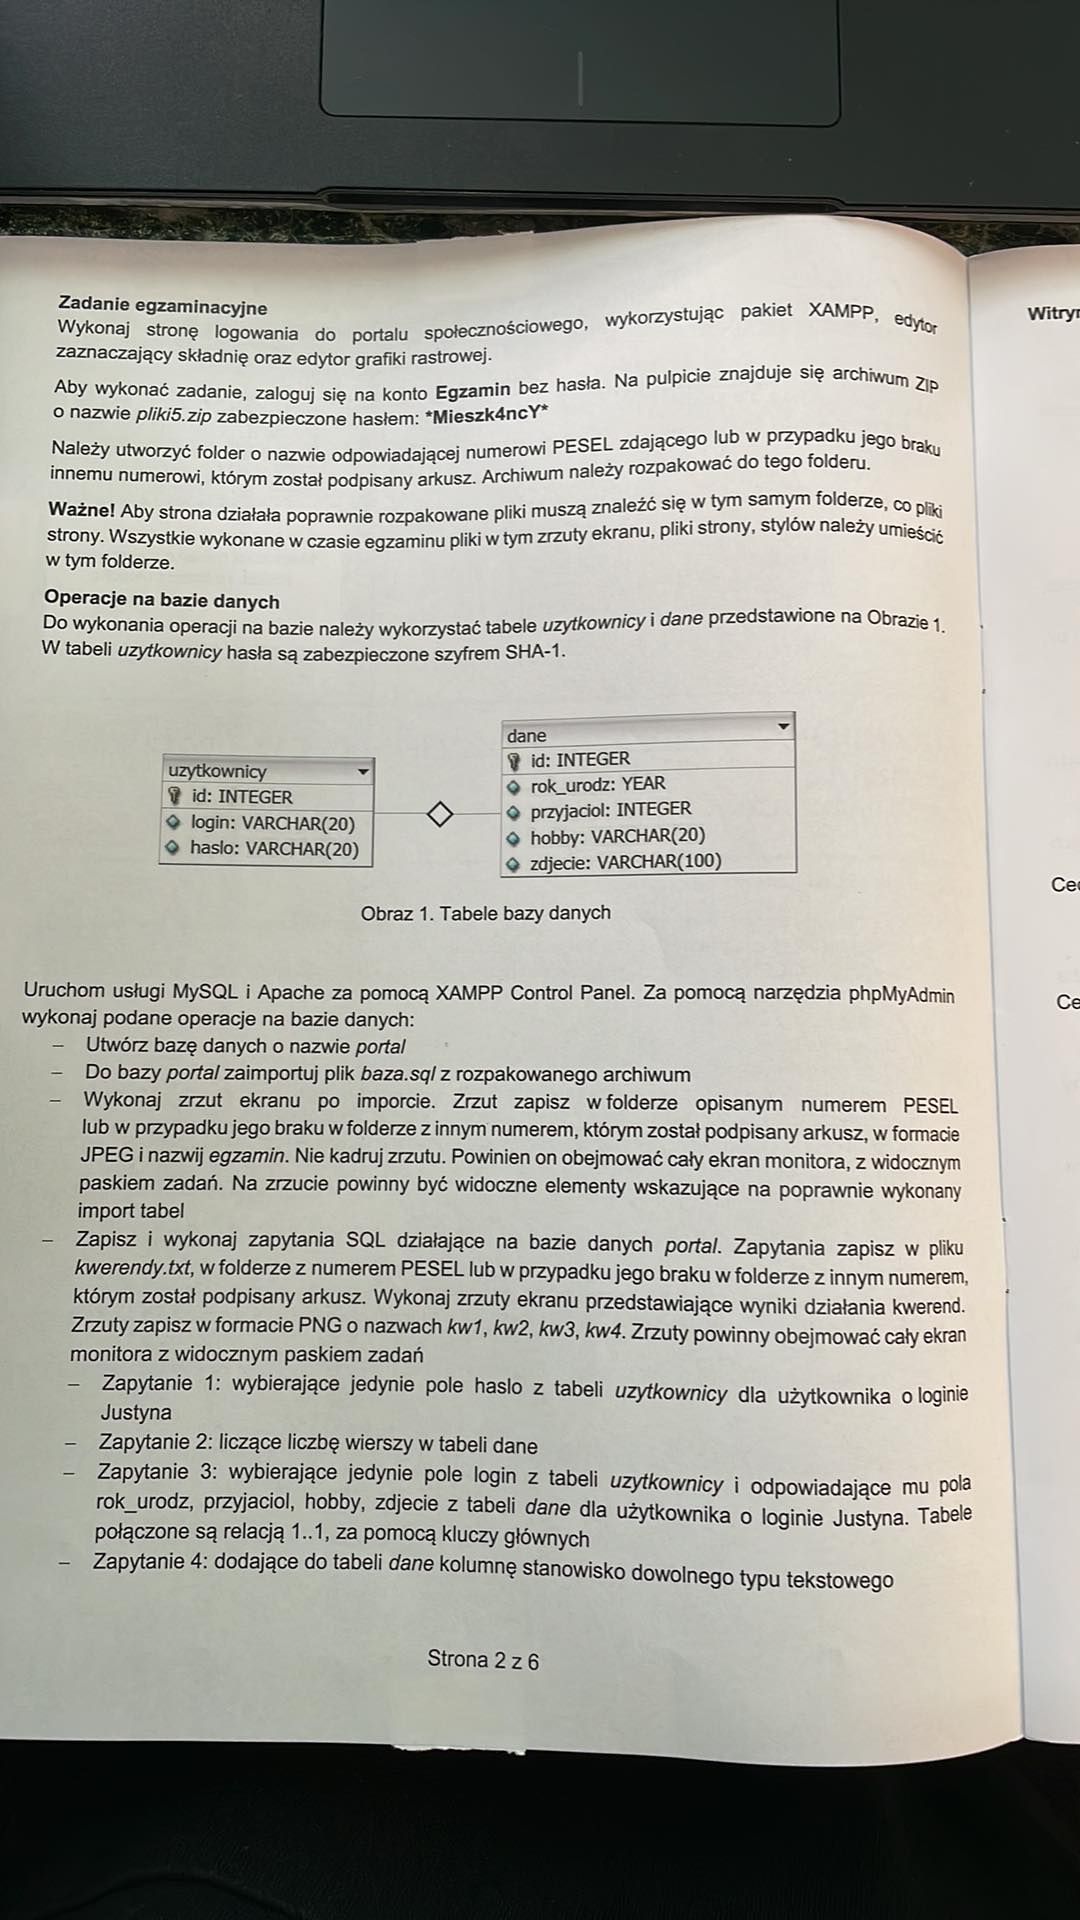 Zadanie egzaminacyjne
Wykonaj stronę logowania do portalu społecznościowego, wykorzystując pakiet XAMPP, edytor
zaznaczający składnię oraz edytor grafiki rastrowej.
Aby wykonać zadanie, zaloguj się na konto Egzamin bez hasła. Na pulpicie znajduje się archiwum ZIP
o nazwie pliki5.zip zabezpieczone hasłem: *Mieszk4ncY*
Należy utworzyć folder o nazwie odpowiadającej numerowi PESEL zdającego lub w przypadku jego braku
innemu numerowi, którym został podpisany arkusz. Archiwum należy rozpakować do tego folderu.
Ważne! Aby strona działała poprawnie rozpakowane pliki muszą znaleźć się w tym samym folderze, co pliki
strony. Wszystkie wykonane w czasie egzaminu pliki w tym zrzuty ekranu, pliki strony, stylów należy umieścić
w tym folderze.
Operacje na bazie danych
Do wykonania operacji na bazie należy wykorzystać tabele uzytkownicy i dane przedstawione na Obrazie 1.
W tabeli uzytkownicy hasła są zabezpieczone szyfrem SHA-1.
uzytkownicy
id: INTEGER
login: VARCHAR(20)
haslo: VARCHAR(20)
dane
id: INTEGER
rok_urodz: YEAR
przyjaciol: INTEGER
hobby: VARCHAR(20)
zdjecie: VARCHAR(100)
Obraz 1. Tabele bazy danych
Uruchom usługi MySQL i Apache za pomocą XAMPP Control Panel. Za pomocą narzędzia phpMyAdmin
wykonaj podane operacje na bazie danych:
– Utwórz bazę danych o nazwie portal
– Do bazy portal zaimportuj plik baza.sql z rozpakowanego archiwum
– Wykonaj zrzut ekranu po imporcie. Zrzut zapisz w folderze opisanym numerem PESEL
lub w przypadku jego braku w folderze z innym numerem, którym został podpisany arkusz, w formacie
JPEG i nazwij egzamin. Nie kadruj zrzutu. Powinien on obejmować cały ekran monitora, z widocznym
paskiem zadań. Na zrzucie powinny być widoczne elementy wskazujące na poprawnie wykonany
import tabel
– Zapisz i wykonaj zapytania SQL działające na bazie danych portal. Zapytania zapisz w pliku
kwerendy.txt, w folderze z numerem PESEL lub w przypadku jego braku w folderze z innym numerem,
którym został podpisany arkusz. Wykonaj zrzuty ekranu przedstawiające wyniki działania kwerend.
Zrzuty zapisz w formacie PNG o nazwach kw1, kw2, kw3, kw4. Zrzuty powinny obejmować cały ekran
monitora z widocznym paskiem zadań
– Zapytanie 1: wybierające jedynie pole haslo z tabeli uzytkownicy dla użytkownika o loginie
Justyna
– Zapytanie 2: liczące liczbę wierszy w tabeli dane
– Zapytanie 3: wybierające jedynie pole login z tabeli uzytkownicy i odpowiadające mu pola
rok_urodz, przyjaciol, hobby, zdjecie z tabeli dane dla użytkownika o loginie Justyna. Tabele
połączone są relacją 1..1, za pomocą kluczy głównych
– Zapytanie 4: dodające do tabeli dane kolumnę stanowisko dowolnego typu tekstowego
Strona 2 z 6